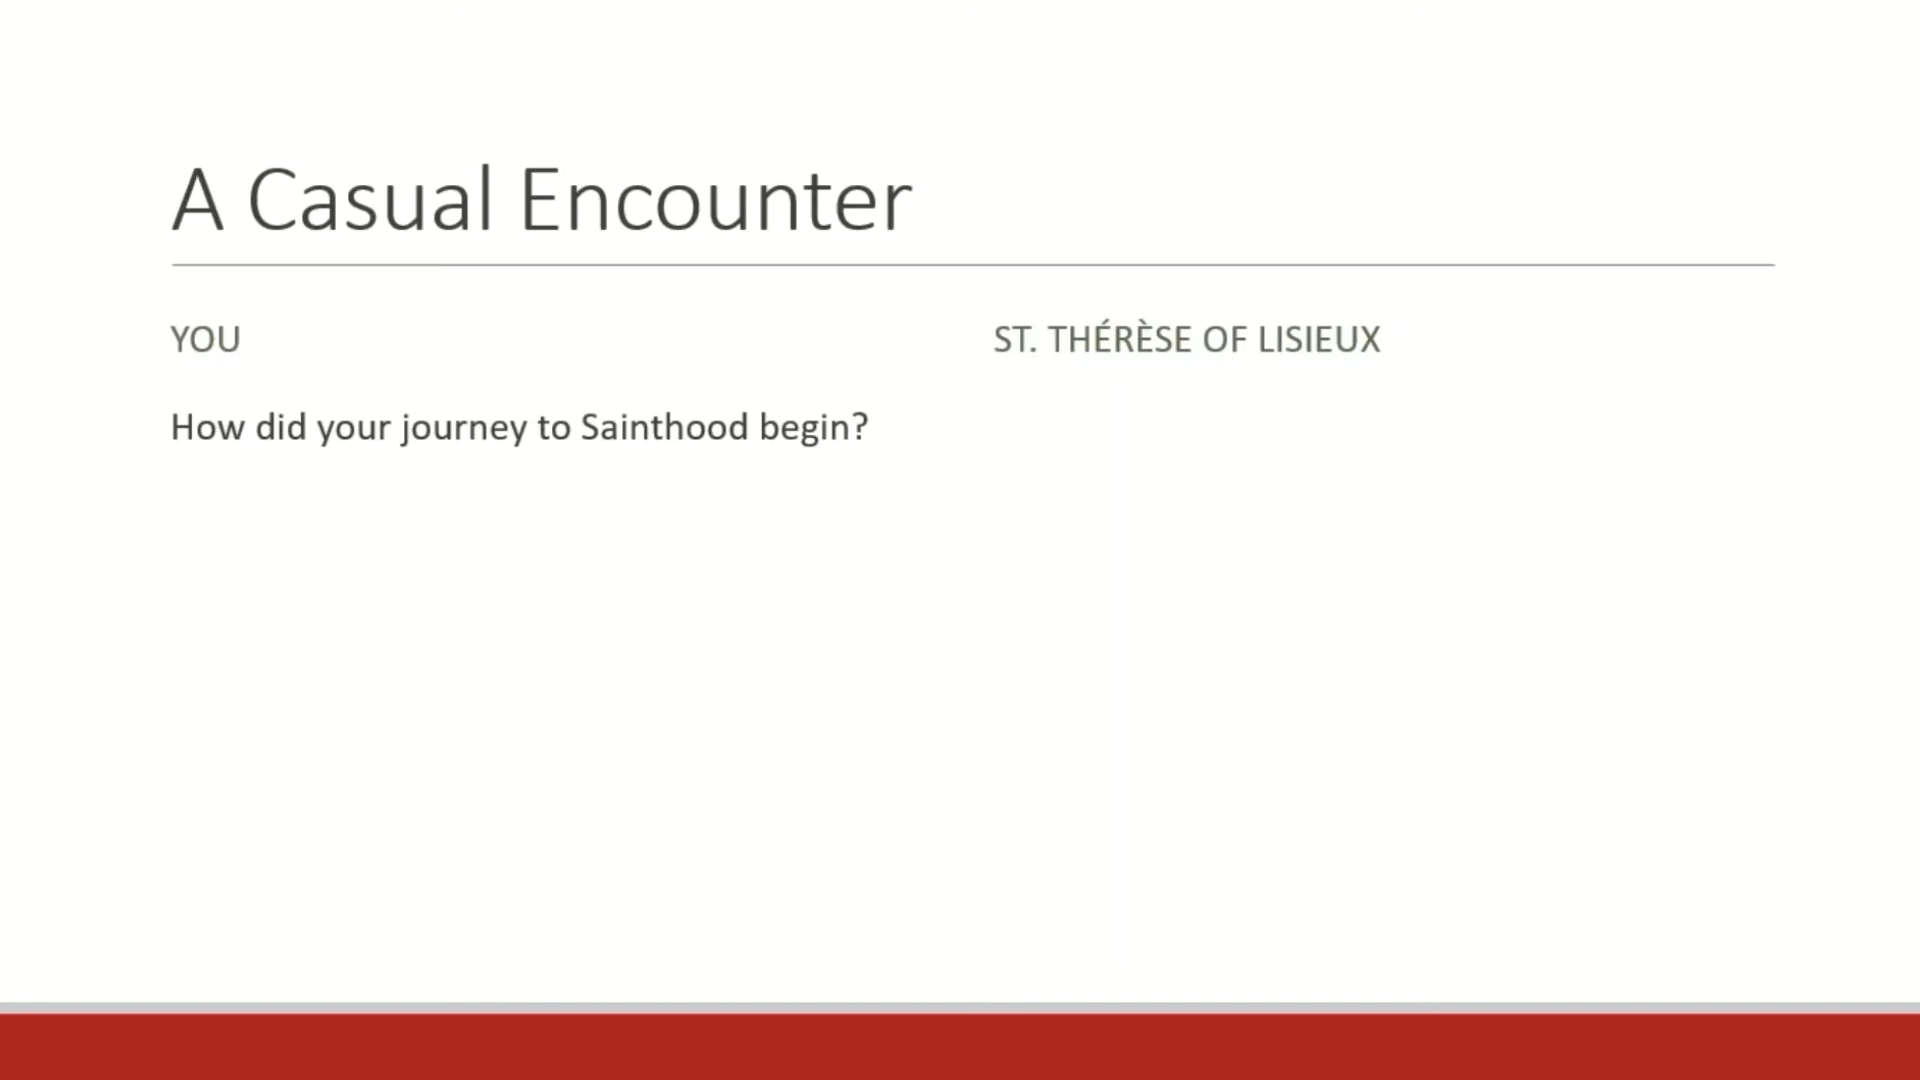 A Casual Encounter
YOU
ST. THÉRÈSE OF LISIEUX
How did your journey to Sainthood begin?